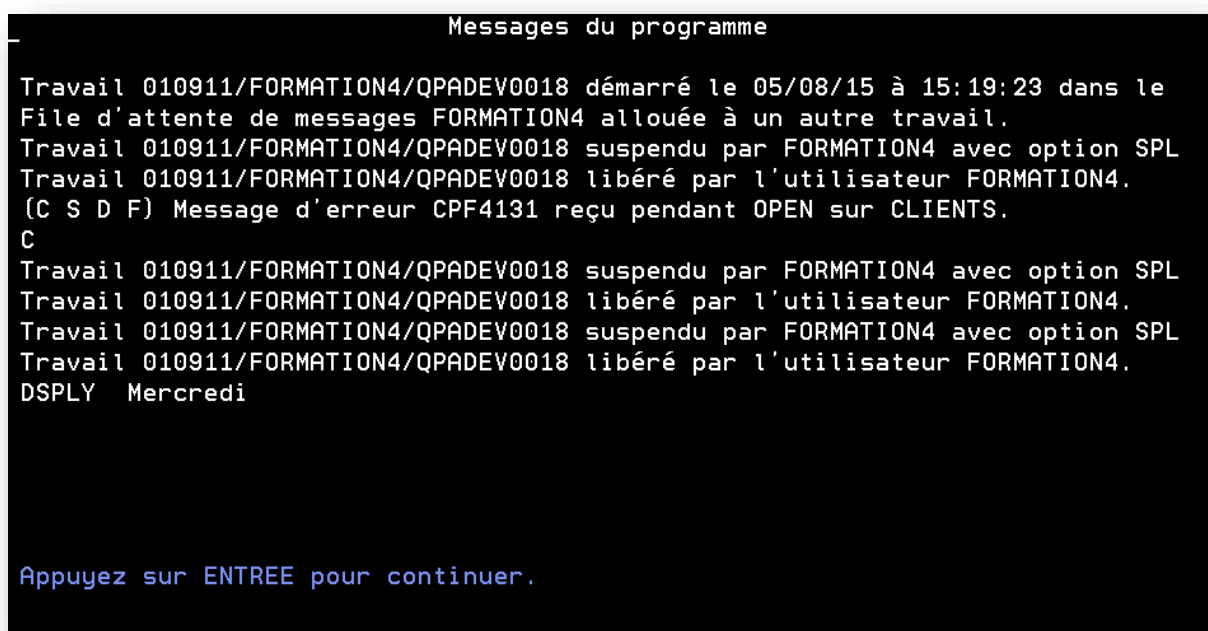 Messages du programme
Travail 010911/FORMATION4/QPADEV0018 démarré le 05/08/15 à 15:19:23 dans le
File d'attente de messages FORMATION4 allouée à un autre travail.
Travail 010911/FORMATION4/QPADEV0018 suspendu par FORMATION4 avec option SPL
Travail 010911/FORMATION4/QPADEV0018 libéré par l'utilisateur FORMATION4.
(C S D F) Message d'erreur CPF4131 reçu pendant OPEN sur CLIENTS.
C
Travail 010911/FORMATION4/QPADEV0018 suspendu par FORMATION4 avec option SPL
Travail 010911/FORMATION4/QPADEV0018 libéré par l'utilisateur FORMATION4.
Travail 010911/FORMATION4/QPADEV0018 suspendu par FORMATION4 avec option SPL
Travail 010911/FORMATION4/QPADEV0018 libéré par l'utilisateur FORMATION4.
DSPLY  Mercredi
Appuyez sur ENTREE pour continuer.